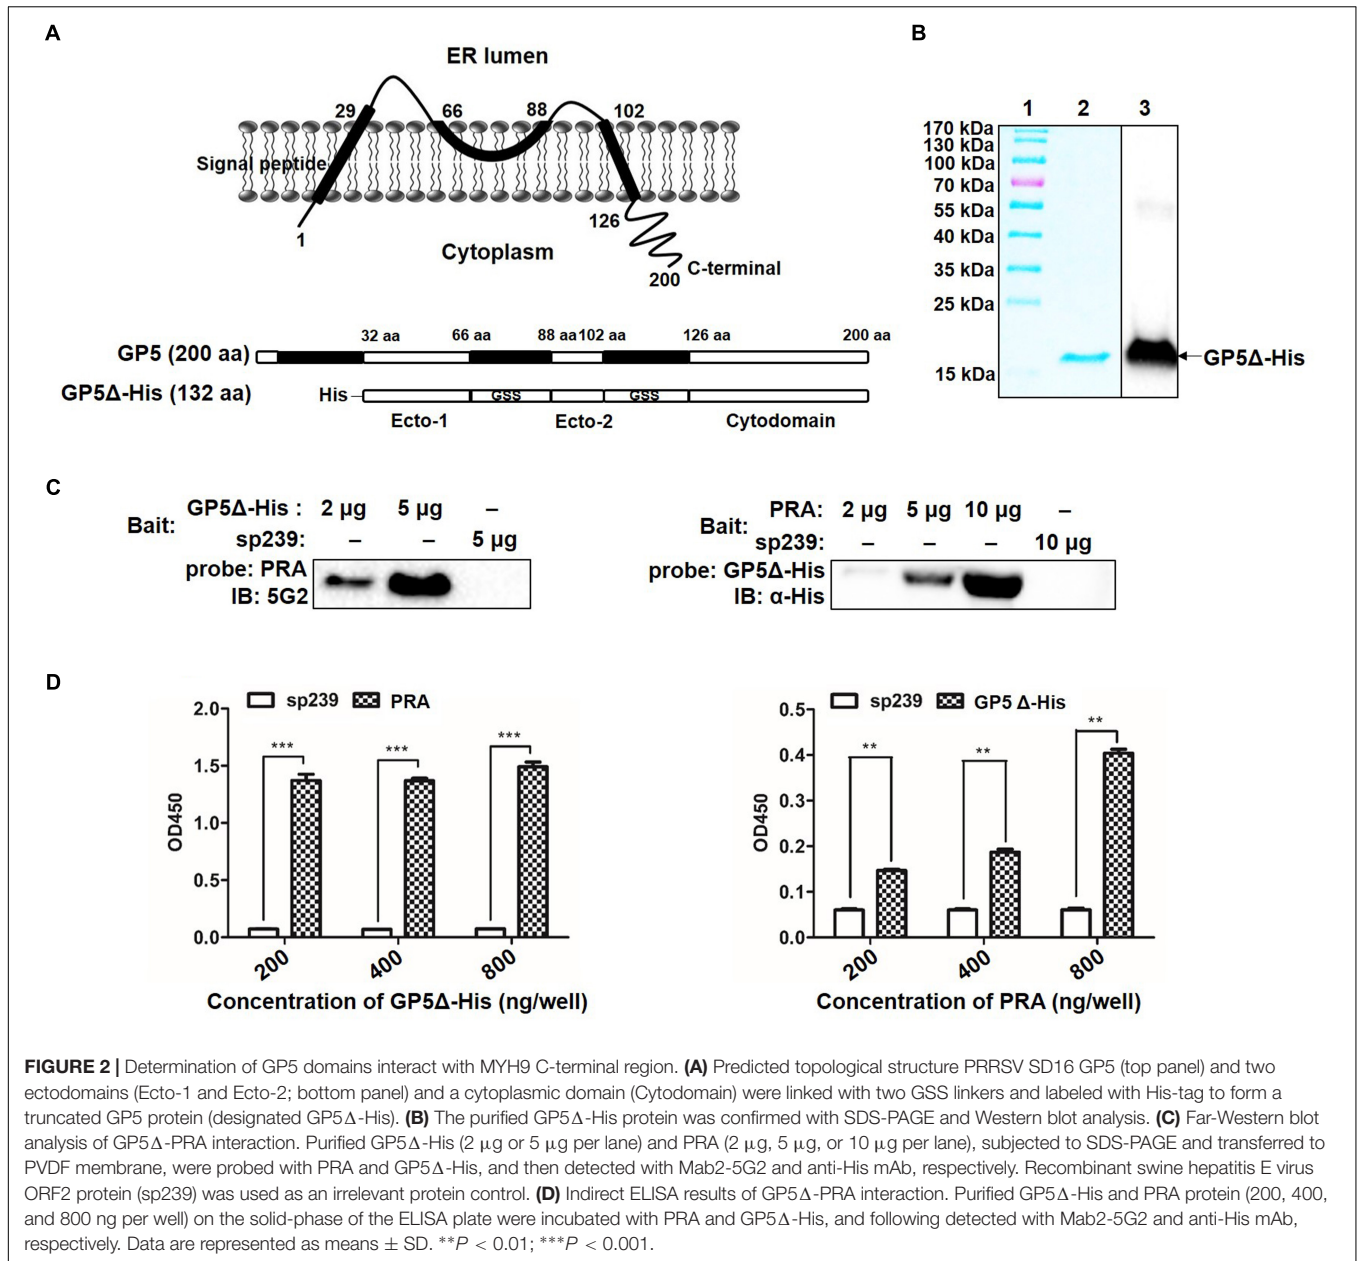 A
ER lumen
29 66 88 102
Signal peptide
1
126
Cytoplasm
C-terminal
200
32 aa 66 aa 88 aa 102 aa 126 aa 200 aa
GP5 (200 aa)
GP5Δ-His (132 aa) His GSS GSS
Ecto-1 Ecto-2 Cytodomain
B
1 2 3
170 kDa
130 kDa
100 kDa
70 kDa
55 kDa
40 kDa
35 kDa
25 kDa
15 kDa
GP5Δ-His
C
Bait: GP5Δ-His : 2 µg 5 µg –
sp239: – – 5 µg
probe: PRA
IB: 5G2
Bait: PRA: 2 µg 5 µg 10 µg –
sp239: – – – 10 µg
probe: GP5Δ-His
IB: α-His
D
sp239 PRA
2.0
1.5
1.0
0.5
0.0
OD450
*** *** ***
200 400 800
Concentration of GP5Δ-His (ng/well)
sp239 GP5 Δ-His
0.5
0.4
0.3
0.2
0.1
0.0
OD450
** ** **
200 400 800
Concentration of PRA (ng/well)
FIGURE 2 | Determination of GP5 domains interact with MYH9 C-terminal region. (A) Predicted topological structure PRRSV SD16 GP5 (top panel) and two
ectodomains (Ecto-1 and Ecto-2; bottom panel) and a cytoplasmic domain (Cytodomain) were linked with two GSS linkers and labeled with His-tag to form a
truncated GP5 protein (designated GP5Δ-His). (B) The purified GP5Δ-His protein was confirmed with SDS-PAGE and Western blot analysis. (C) Far-Western blot
analysis of GP5Δ-PRA interaction. Purified GP5Δ-His (2 μg or 5 μg per lane) and PRA (2 μg, 5 μg, or 10 μg per lane), subjected to SDS-PAGE and transferred to
PVDF membrane, were probed with PRA and GP5Δ-His, and then detected with Mab2-5G2 and anti-His mAb, respectively. Recombinant swine hepatitis E virus
ORF2 protein (sp239) was used as an irrelevant protein control. (D) Indirect ELISA results of GP5Δ-PRA interaction. Purified GP5Δ-His and PRA protein (200, 400,
and 800 ng per well) on the solid-phase of the ELISA plate were incubated with PRA and GP5Δ-His, and following detected with Mab2-5G2 and anti-His mAb,
respectively. Data are represented as means ± SD. **P < 0.01; ***P < 0.001.